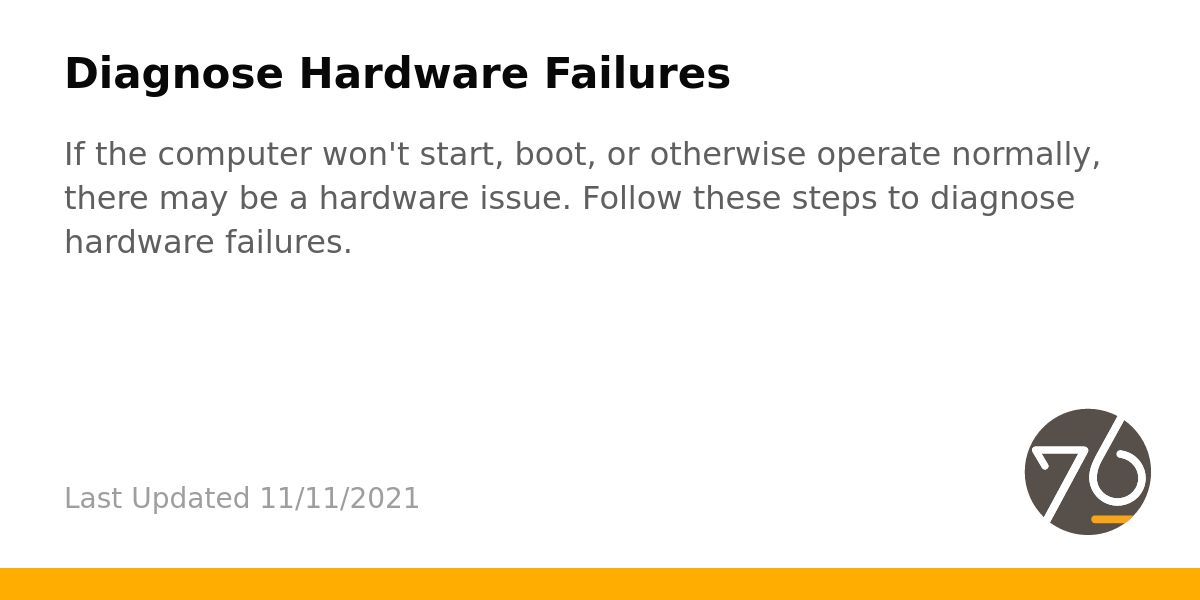 Diagnose Hardware Failures
If the computer won't start, boot, or otherwise operate normally,
there may be a hardware issue. Follow these steps to diagnose
hardware failures.
Last Updated 11/11/2021
76